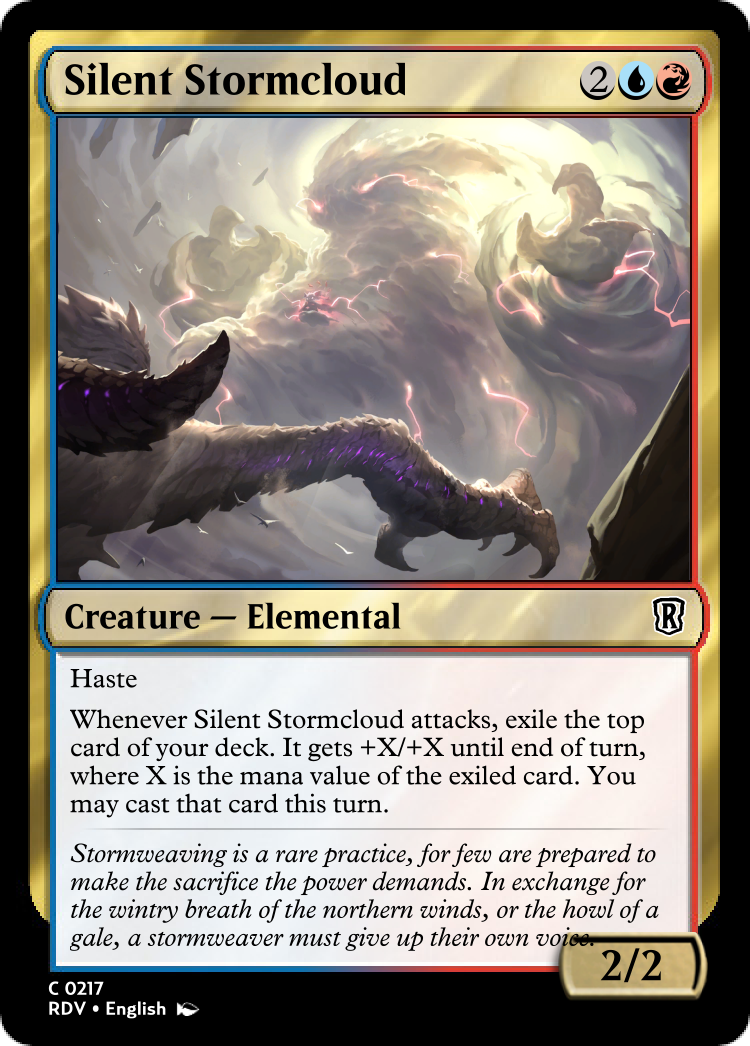 Silent Stormcloud 2
Creature — Elemental R
Haste
Whenever Silent Stormcloud attacks, exile the top
card of your deck. It gets +X/+X until end of turn,
where X is the mana value of the exiled card. You
may cast that card this turn.
Stormweaving is a rare practice, for few are prepared to
make the sacrifice the power demands. In exchange for
the wintry breath of the northern winds, or the howl of a
gale, a stormweaver must give up their own voice.
2/2
C 0217
RDV • English